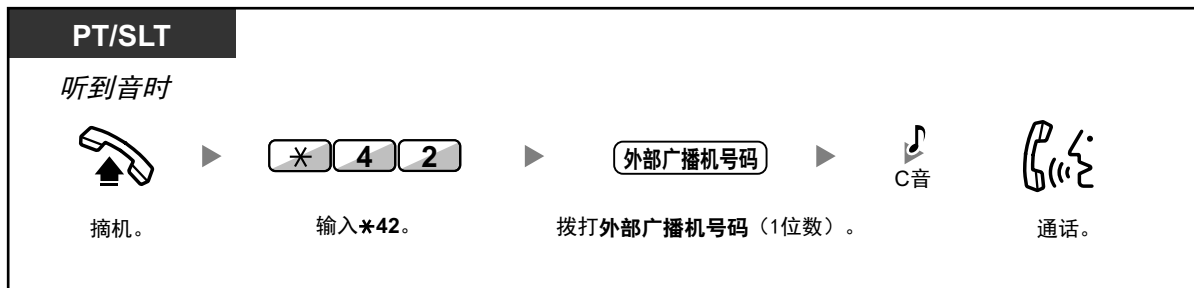 PT/SLT
听到音时
* 4 2
外部广播机号码
C音
摘机。
输入*42。
拨打外部广播机号码（1位数）。
通话。